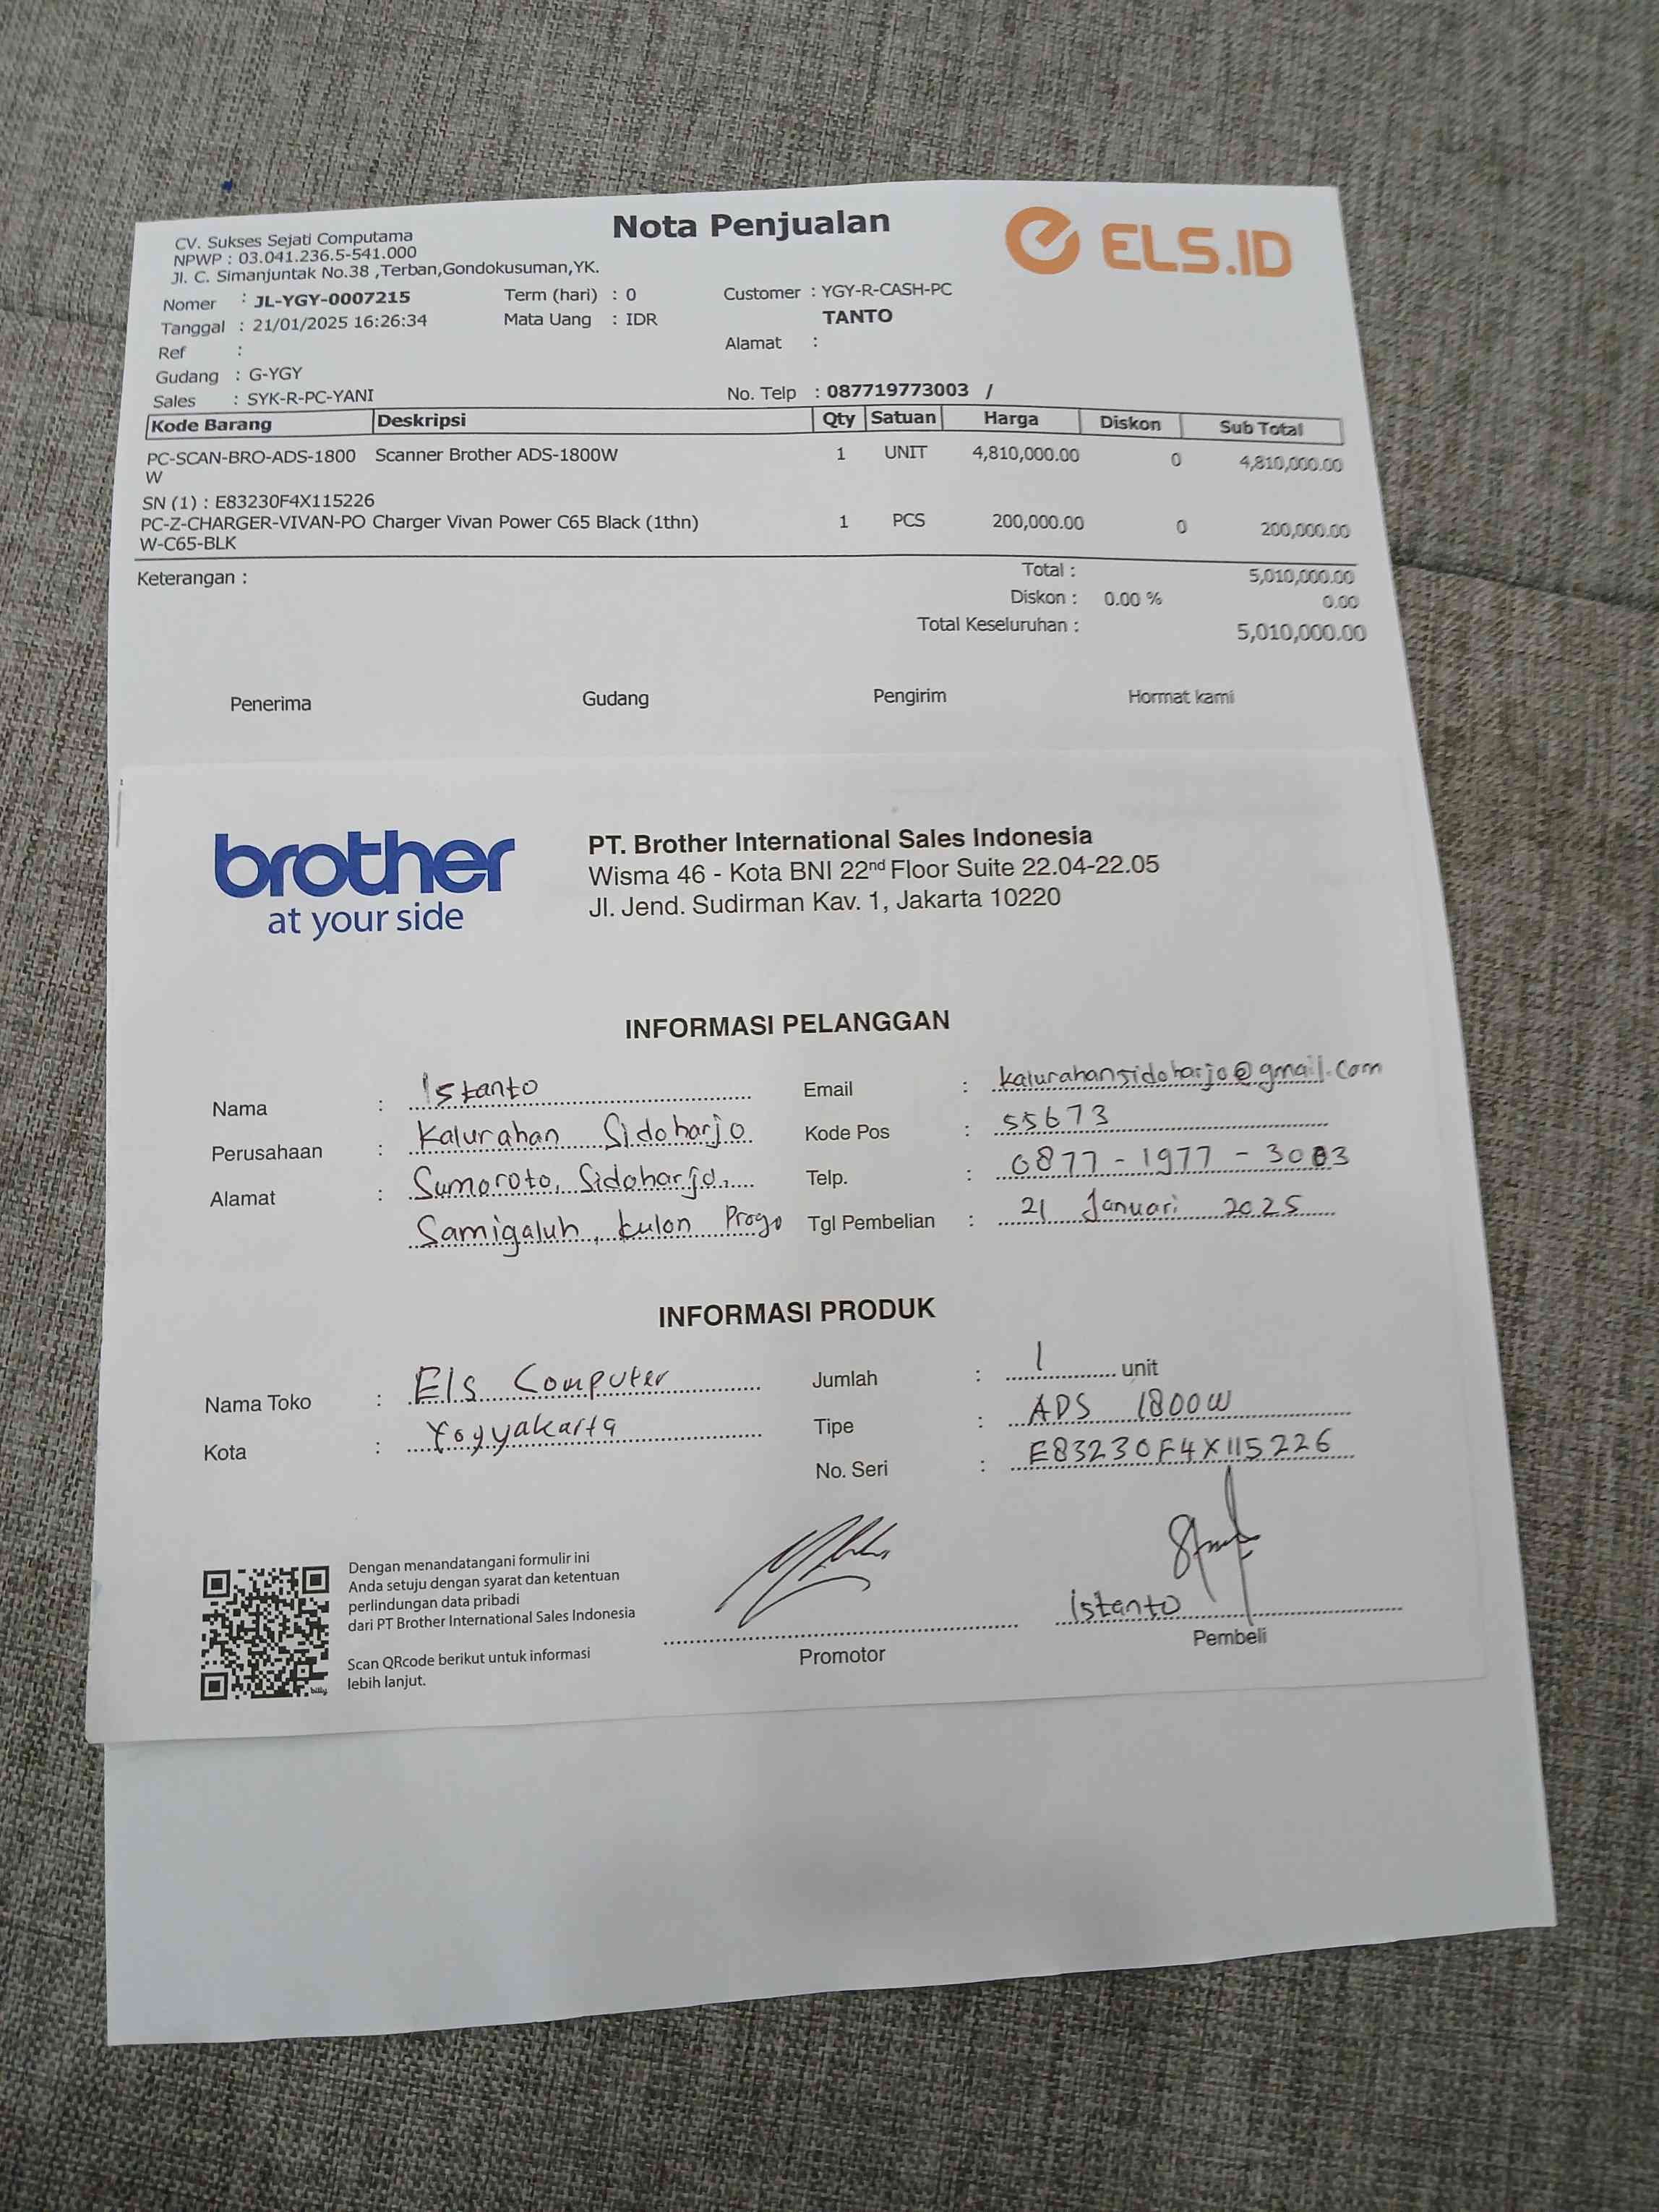 Nota Penjualan
ELS.ID
CV. Sukses Sejati Computama
NPWP : 03.041.236.5-541.000
Jl. C. Simanjuntak No.38 ,Terban,Gondokusuman,YK.
Nomer : JL-YGY-0007215 Term (hari) : 0 Customer : YGY-R-CASH-PC
Tanggal : 21/01/2025 16:26:34 Mata Uang : IDR TANTO
Ref : Alamat :
Gudang : G-YGY
Sales : SYK-R-PC-YANI No. Telp : 087719773003 /
Kode Barang Deskripsi Qty Satuan Harga Diskon Sub Total
PC-SCAN-BRO-ADS-1800 Scanner Brother ADS-1800W 1 UNIT 4,810,000.00 0 4,810,000.00
W
SN (1) : E83230F4X115226
PC-Z-CHARGER-VIVAN-PO Charger Vivan Power C65 Black (1thn) 1 PCS 200,000.00 0 200,000.00
W-C65-BLK
Keterangan : Total : 5,010,000.00
Diskon : 0.00 % 0.00
Total Keseluruhan : 5,010,000.00
Penerima Gudang Pengirim Hormat kami
brother
at your side
PT. Brother International Sales Indonesia
Wisma 46 - Kota BNI 22nd Floor Suite 22.04-22.05
Jl. Jend. Sudirman Kav. 1, Jakarta 10220
INFORMASI PELANGGAN
Nama : Istanto Email : kalurahansidoharjo@gmail.com
Perusahaan : Kalurahan Sidoharjo Kode Pos : 55673
Alamat : Sumoroto, Sidoharjo, Telp. : 0877-1977-3003
Samigaluh, Kulon Progo Tgl Pembelian : 21 Januari 2025
INFORMASI PRODUK
Nama Toko : Els Computer Jumlah : 1 unit
Kota : Yogyakarta Tipe : ADS 1800W
No. Seri : E83230F4X115226
Dengan menandatangani formulir ini
Anda setuju dengan syarat dan ketentuan
perlindungan data pribadi
dari PT Brother International Sales Indonesia
Scan QRcode berikut untuk informasi
lebih lanjut.
bitly
Promotor
Istanto
Pembeli